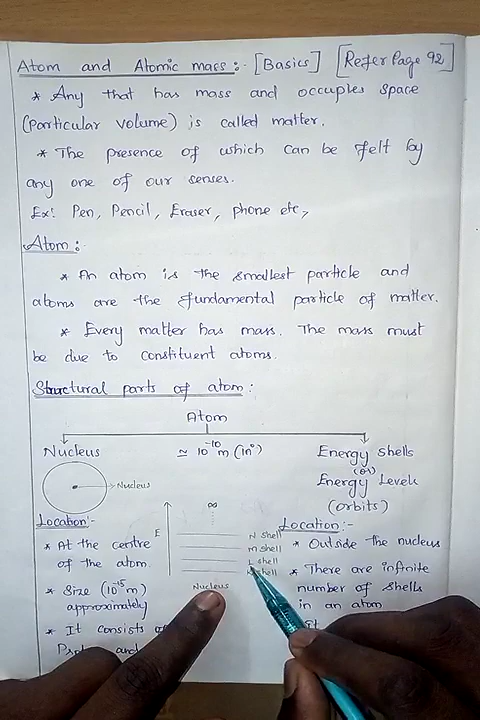 Atom and Atomic mass:- [Basics] [Refer Page 92]
* Any that has mass and occupies space
(Particular volume) is called matter.
* The presence of which can be felt by
any one of our senses.
Ex: Pen, Pencil, Eraser, phone etc,
Atom:-
* An atom is the smallest particle and
atoms are the fundamental particle of matter.
* Every matter has mass. The mass must
be due to constituent atoms.
Structural parts of atom:
Atom
Nucleus
≃ 10⁻¹⁰ m (1A°)
Energy Shells
(or)
Energy Levels
(orbits)
Nucleus
Location:-
* At the centre
of the atom.
* Size (10⁻¹⁵m)
approximately
* It consists of
and
∞
E
N Shell
M Shell
L Shell
Shell
Nucleus
Location:-
* Outside the nucleus
* There are infinite
number of shells
in an atom